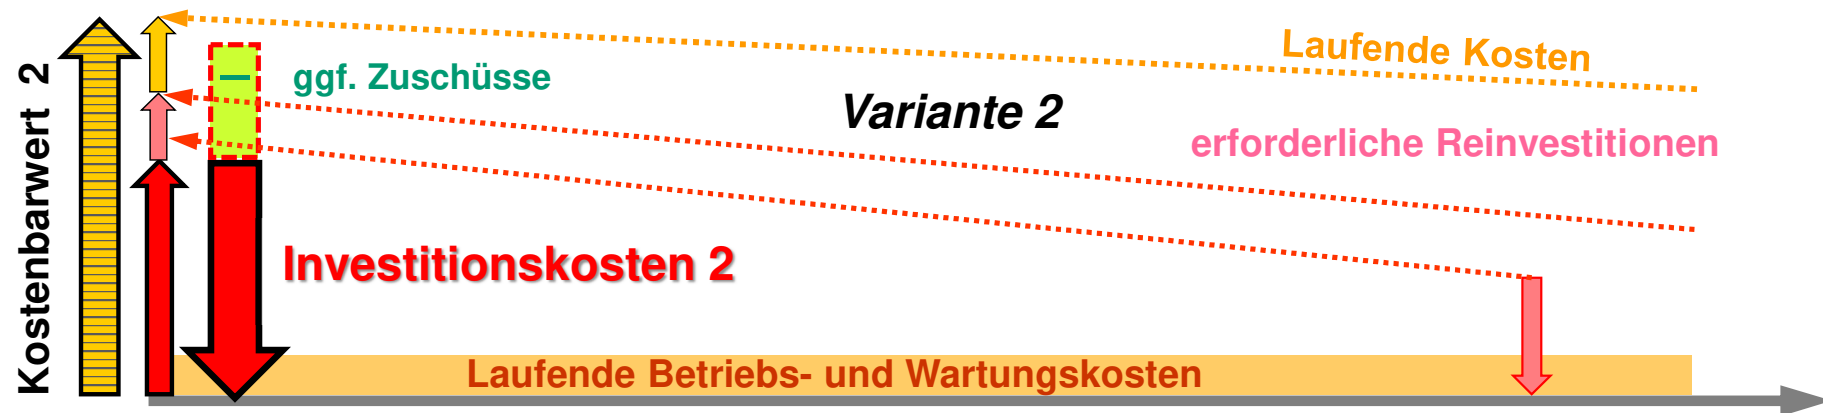 Kostenbarwert 2
ggf. Zuschüsse
Laufende Kosten
Variante 2
erforderliche Reinvestitionen
Investitionskosten 2
Laufende Betriebs- und Wartungskosten